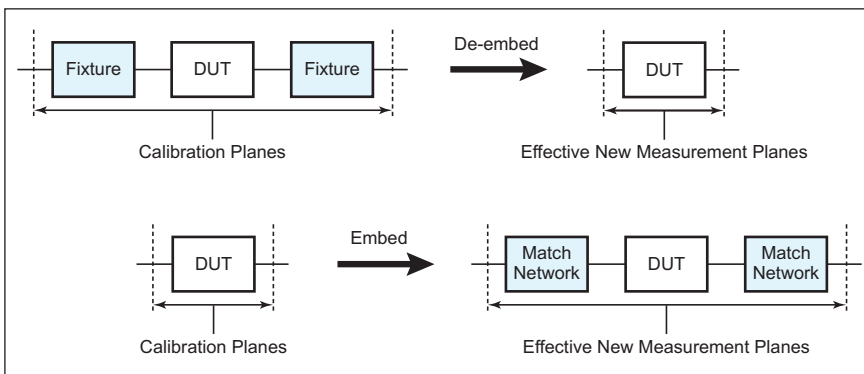 Fixture
DUT
Fixture
De-embed
DUT
Calibration Planes
Effective New Measurement Planes
DUT
Embed
Match
Network
DUT
Match
Network
Calibration Planes
Effective New Measurement Planes